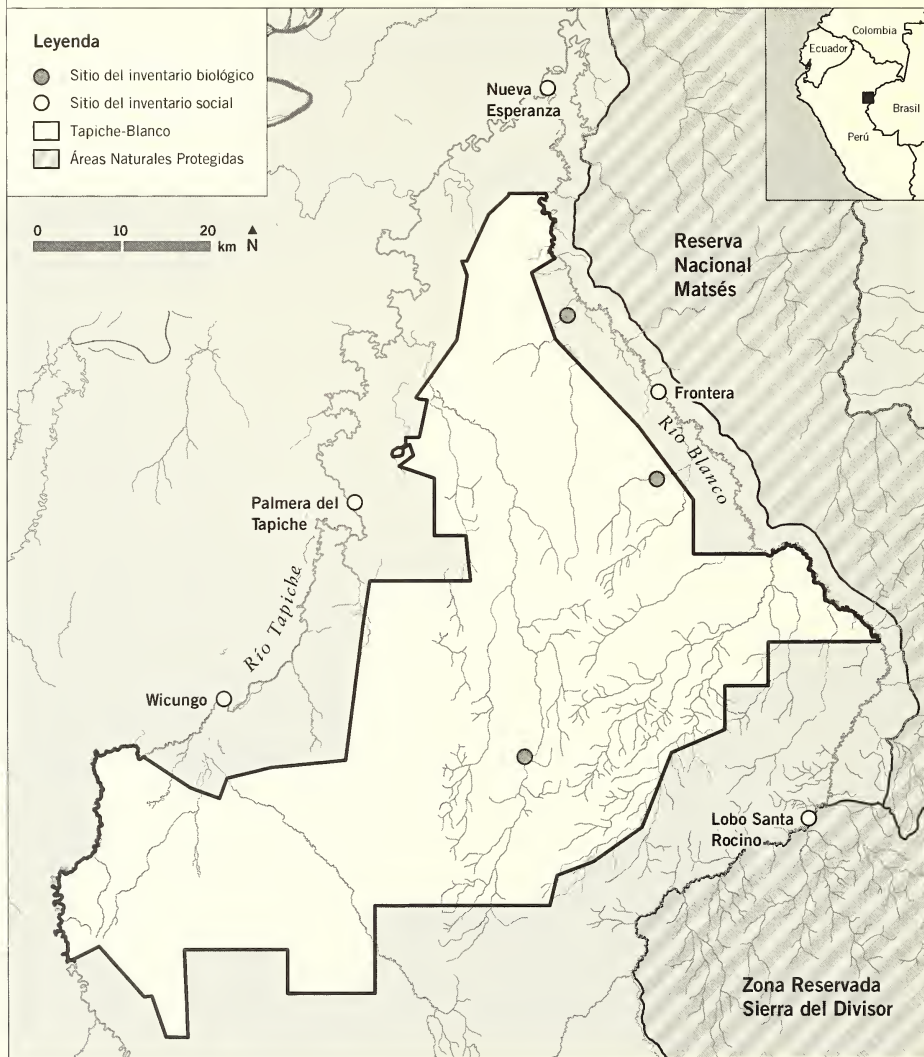 Leyenda
Sitio del inventario biológico
Sitio del inventario social
Tapiche-Blanco
Áreas Naturales Protegidas
0 10 20
km
N
Colombia
Ecuador
Brasil
Perú
Nueva
Esperanza
Reserva
Nacional
Matsés
Frontera
Río Blanco
Palmera del
Tapiche
Río Tapiche
Wicungo
Lobo Santa
Rocino
Zona Reservada
Sierra del Divisor